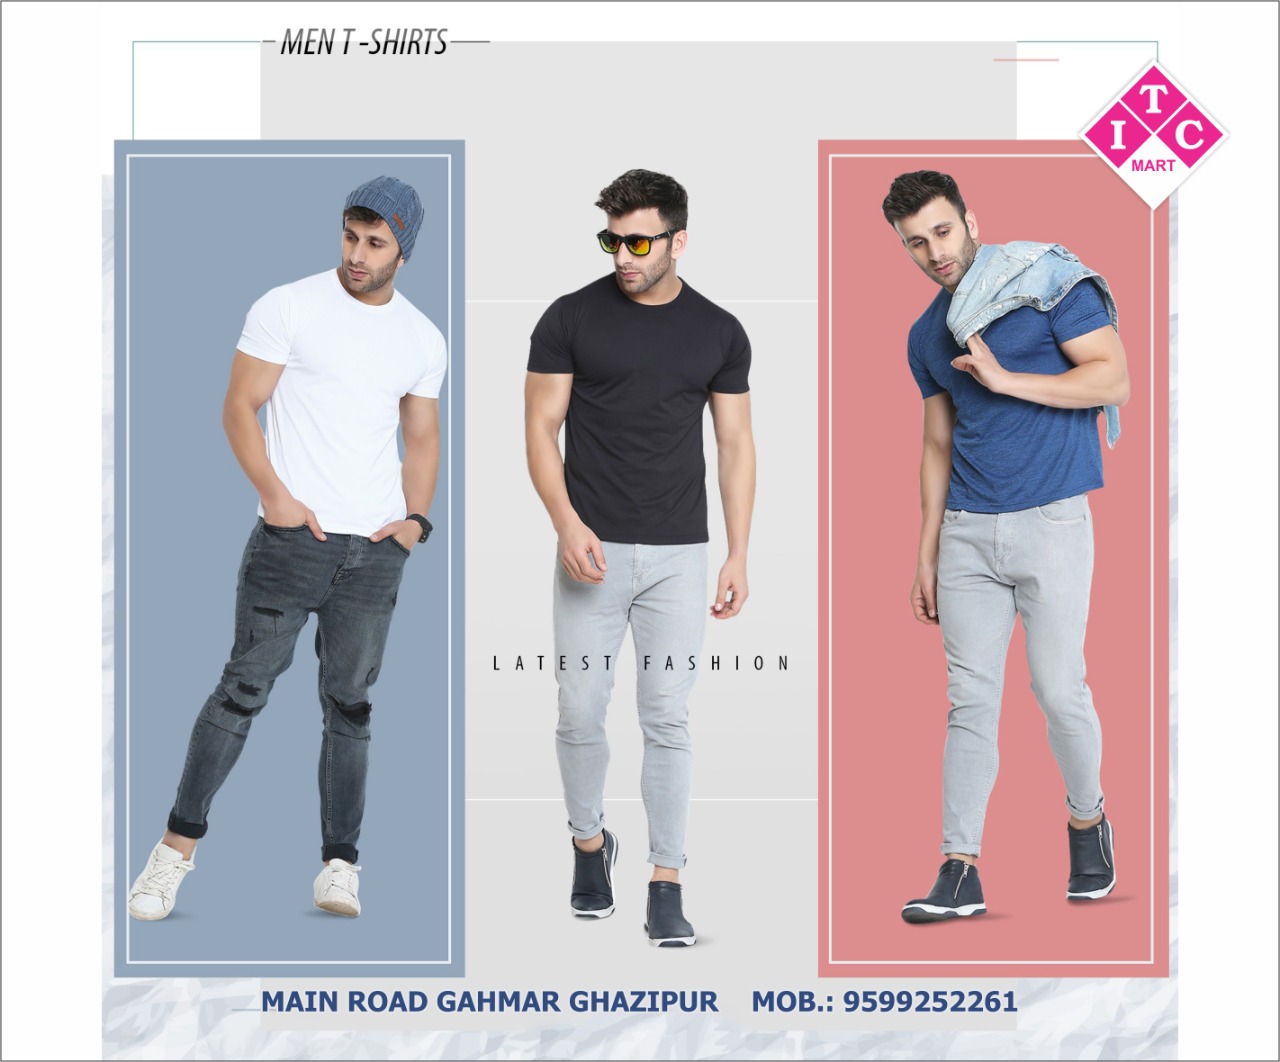 MEN T-SHIRTS
T
I C
MART
LATEST FASHION
MAIN ROAD GAHMAR GHAZIPUR MOB.: 9599252261